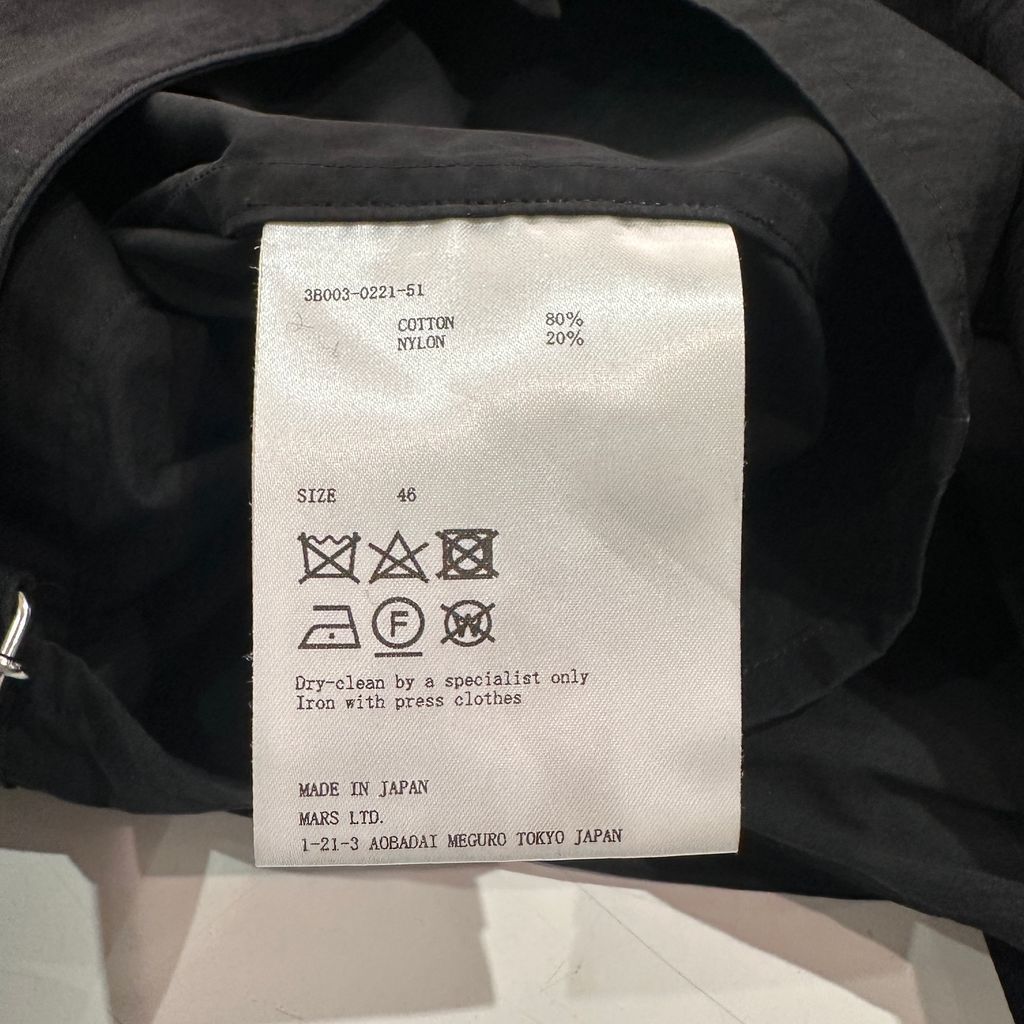 3B003-0221-51
COTTON 80%
NYLON 20%
SIZE 46
F W
Dry-clean by a specialist only
Iron with press clothes
MADE IN JAPAN
MARS LTD.
1-21-3 AOBADAI MEGURO TOKYO JAPAN